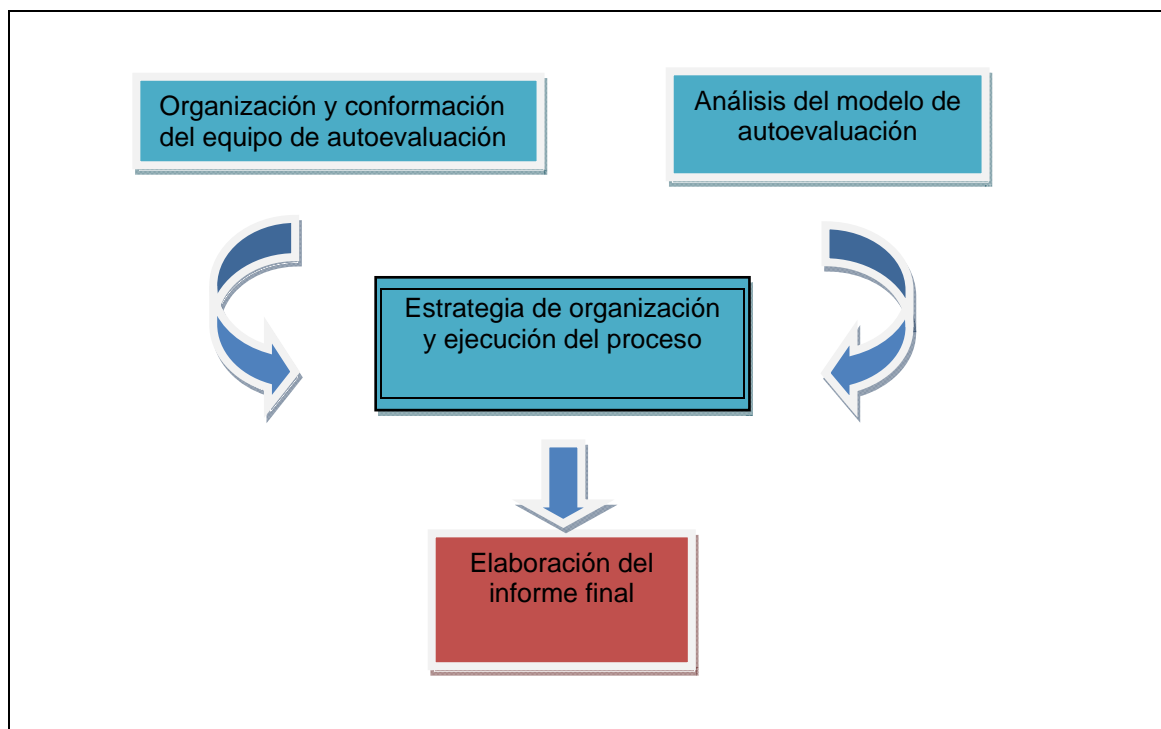 Organización y conformación
del equipo de autoevaluación
Análisis del modelo de
autoevaluación
Estrategia de organización
y ejecución del proceso
Elaboración del
informe final